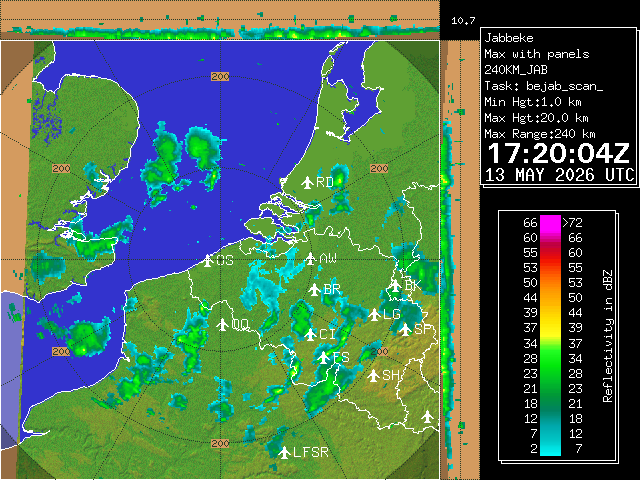 10.7
Jabbeke
Max with panels
240KM_JAB
Task: bejab_scan_
Min Hgt:1.0 km
Max Hgt:20.0 km
Max Range:240 km
17:20:04Z
13 MAY 2026 UTC
200
200
200
RD
OS
AW
BR
BK
LG
SP
QQ
CI
FS
SH
200
200
LFSR
66 >72
60 66
55 60
53 55
50 53
44 50
39 44
37 39
34 37
28 34
23 28
21 23
18 21
12 18
7 12
2 7
Reflectivity in dBZ